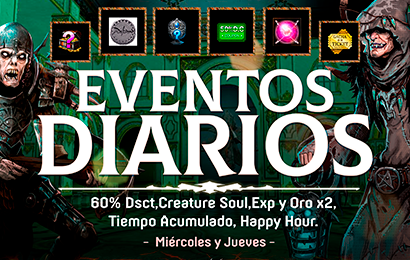 EVENTOS
DIARIOS
60% Dsct,Creature Soul,Exp y Oro x2,
Tiempo Acumulado, Happy Hour.
- Miércoles y Jueves -